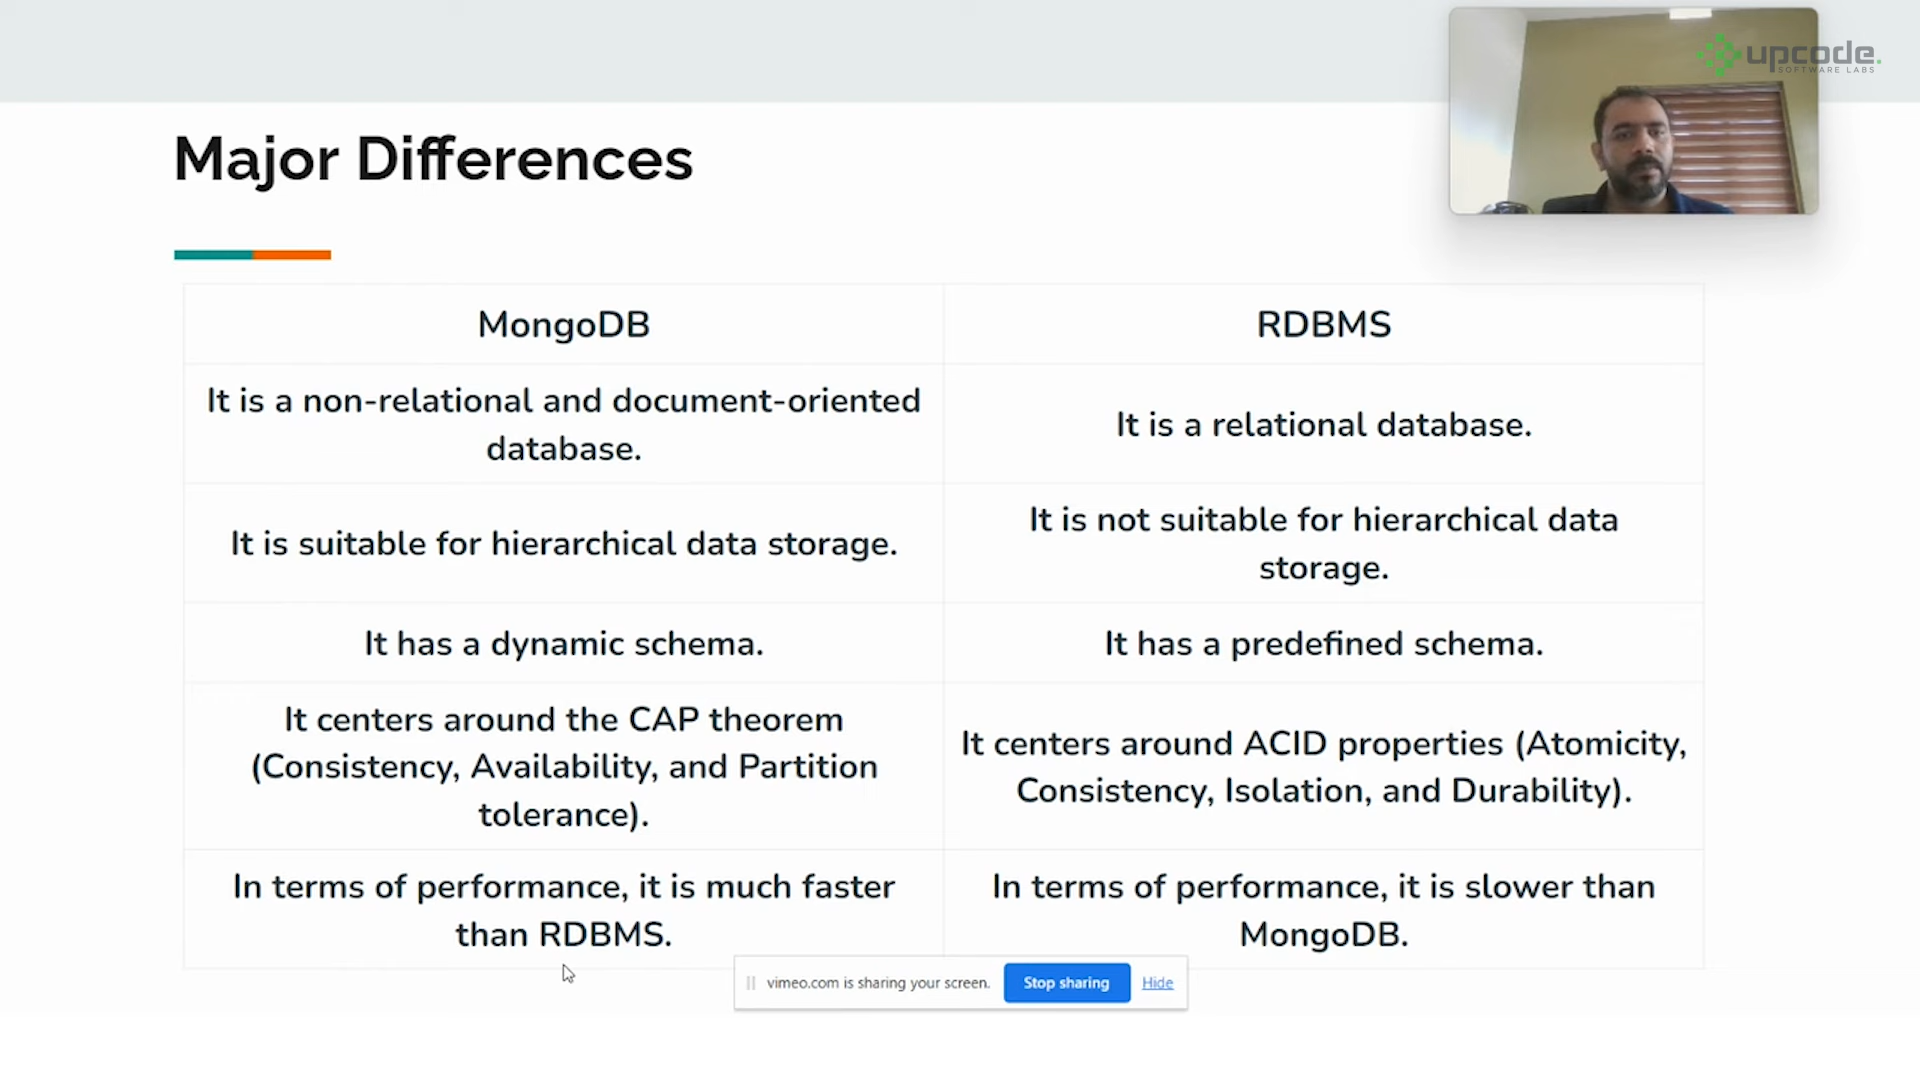 upcode.
SOFTWARE LABS
Major Differences
MongoDB
RDBMS
It is a non-relational and document-oriented
database.
It is a relational database.
It is suitable for hierarchical data storage.
It is not suitable for hierarchical data
storage.
It has a dynamic schema.
It has a predefined schema.
It centers around the CAP theorem
(Consistency, Availability, and Partition
tolerance).
It centers around ACID properties (Atomicity,
Consistency, Isolation, and Durability).
In terms of performance, it is much faster
than RDBMS.
In terms of performance, it is slower than
MongoDB.
vimeo.com is sharing your screen.
Stop sharing
Hide